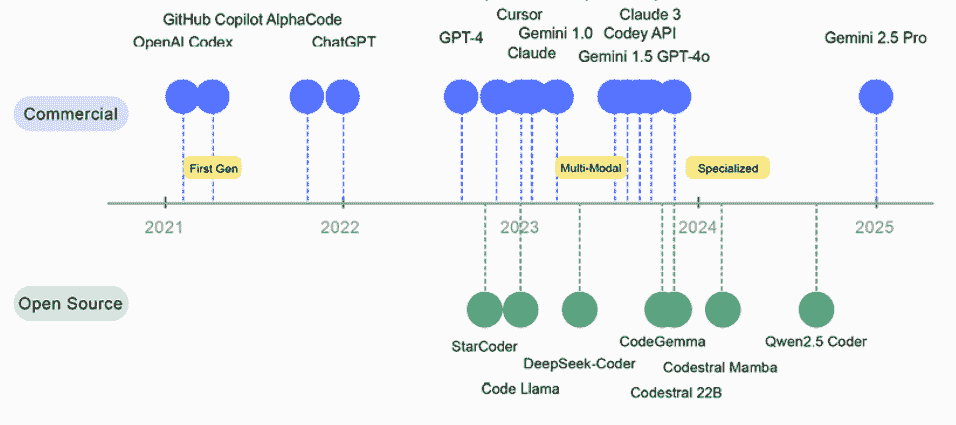 Cursor
Claude 3
GitHub Copilot AlphaCode
OpenAI Codex
ChatGPT
GPT-4
Gemini 1.0
Codey API
Claude
Gemini 1.5 GPT-4o
Gemini 2.5 Pro
Commercial
First Gen
Multi-Modal
Specialized
2021
2022
2023
2024
2025
Open Source
StarCoder
CodeGemma
Qwen2.5 Coder
DeepSeek-Coder
Codestral Mamba
Code Llama
Codestral 22B